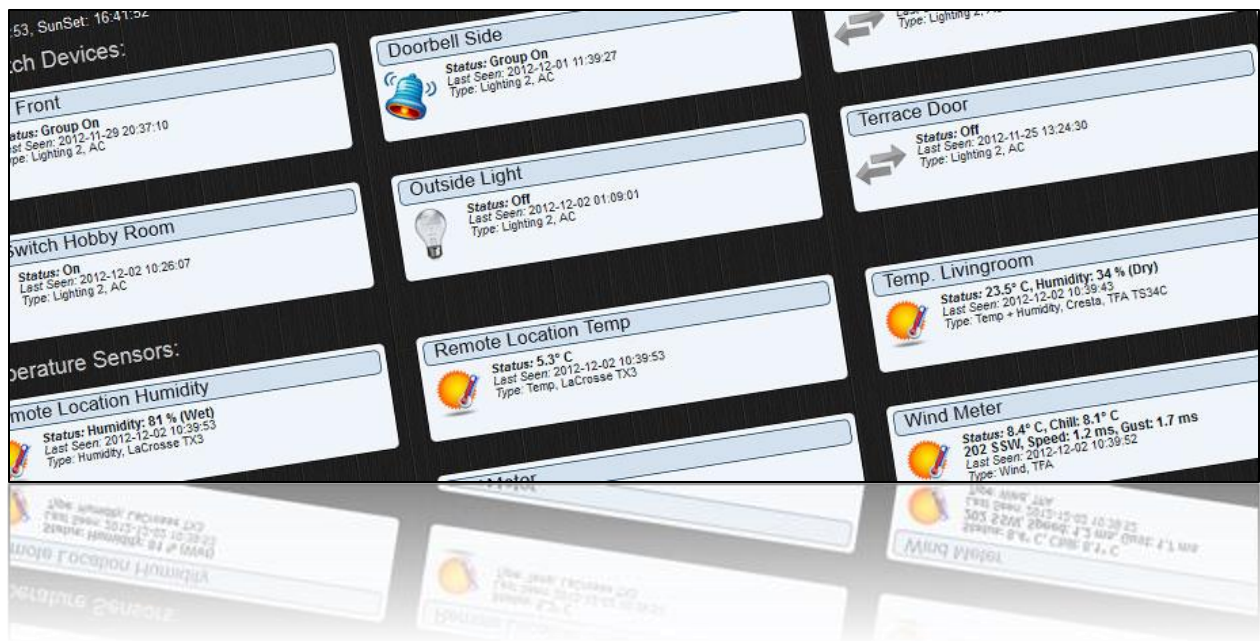 :53, SunSet: 16:41:52
tch Devices:
Front
atus: Group On
st Seen: 2012-11-29 20:37:10
ype: Lighting 2, AC
Doorbell Side
Status: Group On
Last Seen: 2012-12-01 11:39:27
Type: Lighting 2, AC
Type: Lighting 2,
Switch Hobby Room
Status: On
Last Seen: 2012-12-02 10:26:07
Type: Lighting 2, AC
Outside Light
Status: Off
Last Seen: 2012-12-02 01:09:01
Type: Lighting 2, AC
Terrace Door
Status: Off
Last Seen: 2012-11-25 13:24:30
Type: Lighting 2, AC
perature Sensors:
mote Location Humidity
Status: Humidity: 81 % (Wet)
Last Seen: 2012-12-02 10:39:53
Type: Humidity, LaCrosse TX3
Remote Location Temp
Status: 5.3° C
Last Seen: 2012-12-02 10:39:53
Type: Temp, LaCrosse TX3
Temp. Livingroom
Status: 23.5° C, Humidity: 34 % (Dry)
Last Seen: 2012-12-02 10:39:43
Type: Temp + Humidity, Cresta, TFA TS34C
Meter
Wind Meter
Status: 8.4° C, Chill: 8.1° C
202 SSW, Speed: 1.2 ms, Gust: 1.7 ms
Last Seen: 2012-12-02 10:39:52
Type: Wind, TFA